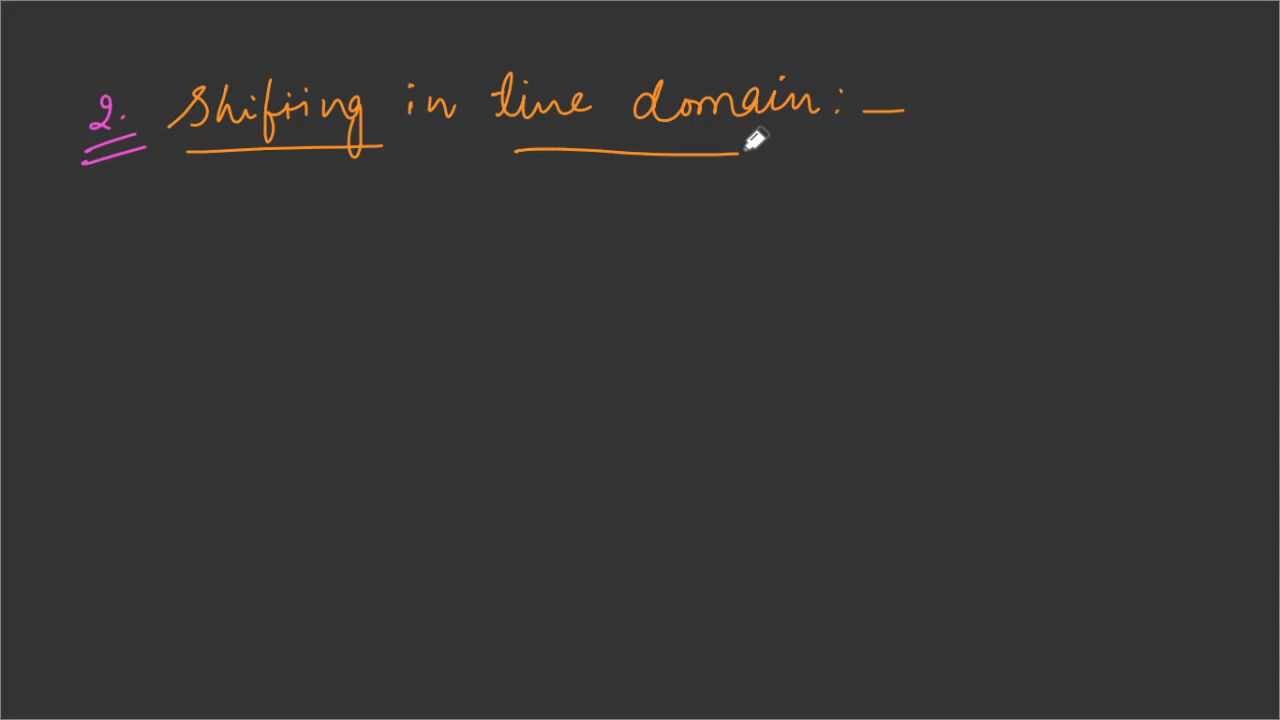 2. Shifting in time domain: —